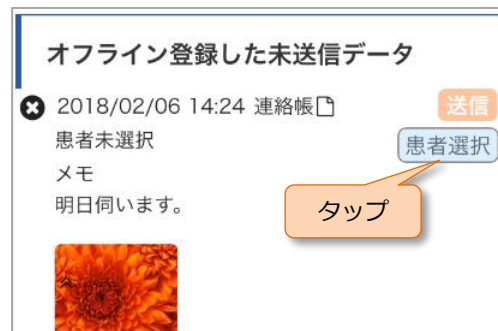 オフライン登録した未送信データ
2018/02/06 14:24 連絡帳 送信
患者未選択 患者選択
メモ
明日伺います。
タップ